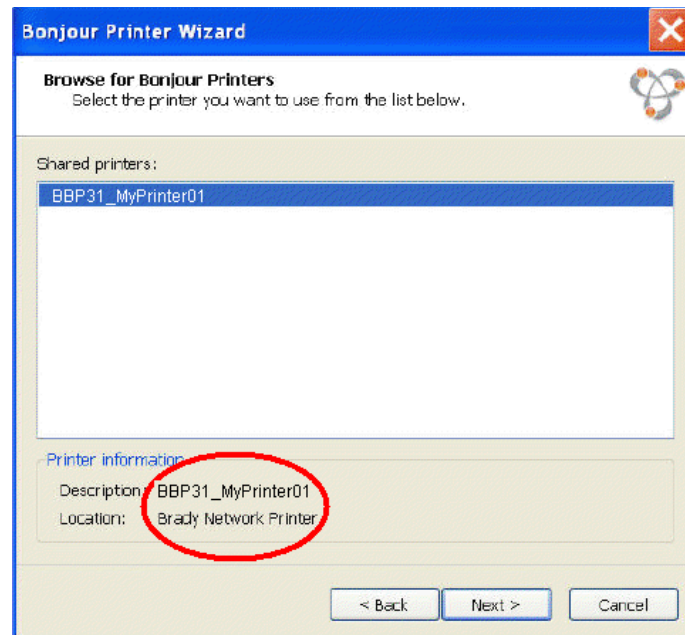 Bonjour Printer Wizard
Browse for Bonjour Printers
Select the printer you want to use from the list below.
Shared printers:
BBP31_MyPrinter01
Printer information
Description: BBP31_MyPrinter01
Location: Brady Network Printer
< Back Next > Cancel